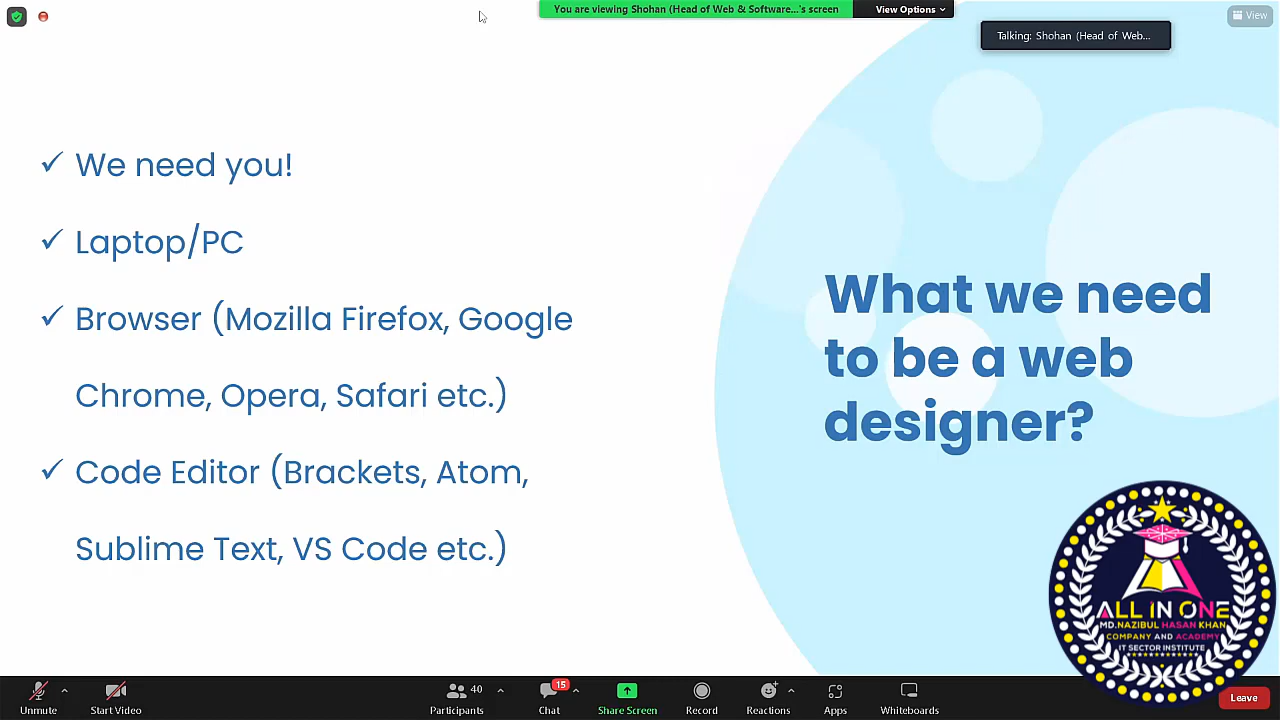 You are viewing Shohan (Head of Web & Software...'s screen
View Options
View
Talking: Shohan (Head of Web...
We need you!
Laptop/PC
Browser (Mozilla Firefox, Google
Chrome, Opera, Safari etc.)
Code Editor (Brackets, Atom,
Sublime Text, VS Code etc.)
What we need
to be a web
designer?
ALL IN ONE
MD.NAZIBUL HASAN KHAN
COMPANY AND ACADEMY
IT SECTOR INSTITUTE
Unmute
Start Video
40
Participants
15
Chat
Share Screen
Record
Reactions
Apps
Whiteboards
Leave